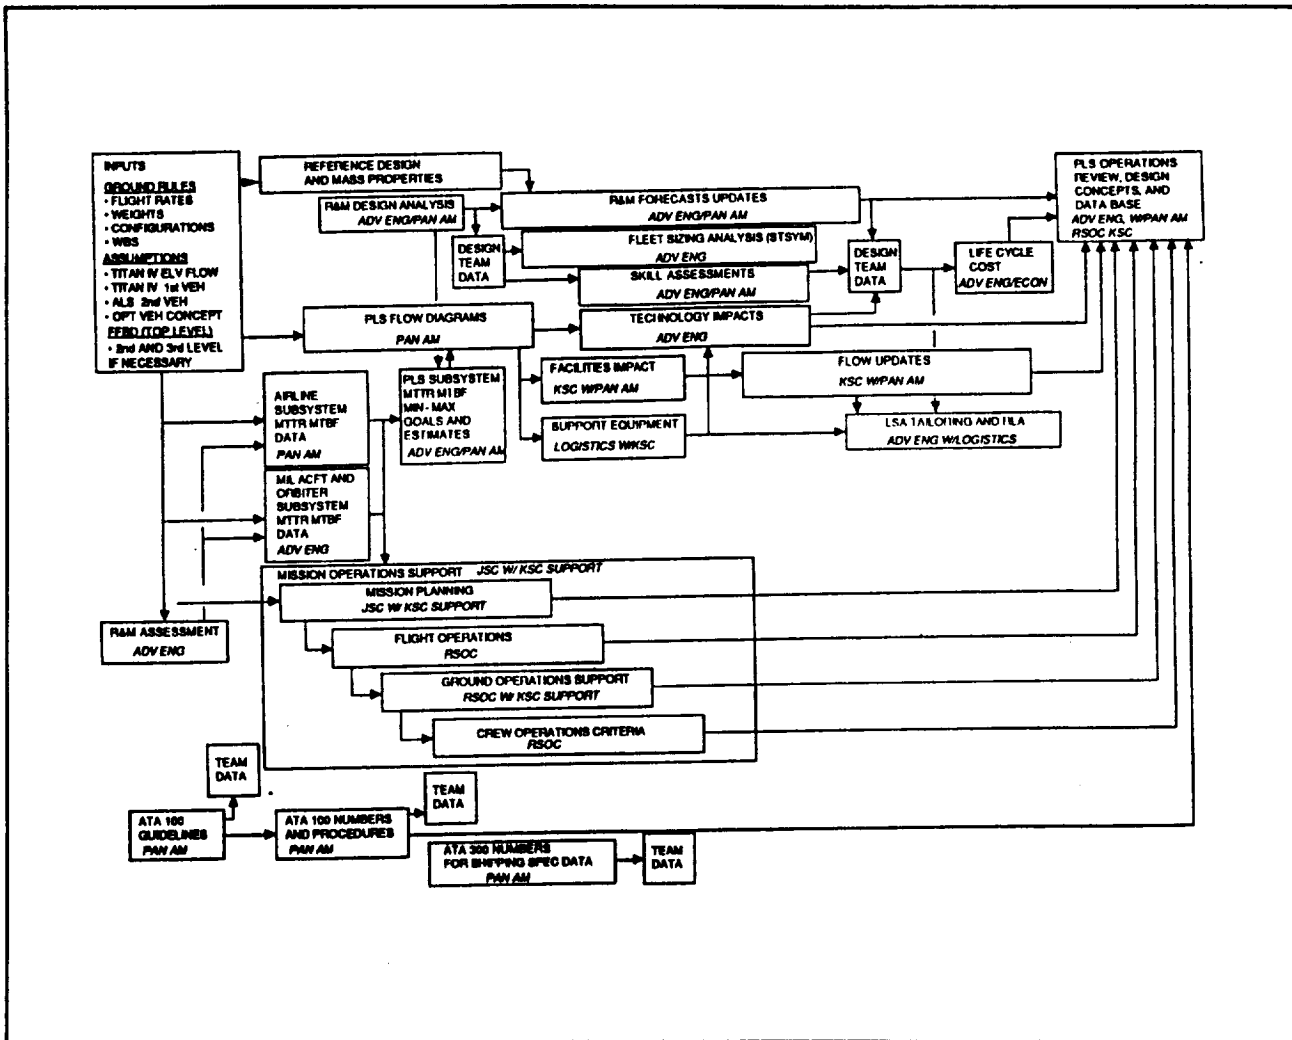 INPUTS
GROUND RULES
• FLIGHT RATES
• WEIGHTS
• CONFIGURATIONS
• WBS
ASSUMPTIONS
• TITAN IV ELV FLOW
• TITAN IV 1st VEH
• ALS 2nd VEH
• OPT VEH CONCEPT
FFBD (TOP LEVEL)
• 2nd AND 3rd LEVEL
IF NECESSARY
REFERENCE DESIGN
AND MASS PROPERTIES
R&M DESIGN ANALYSIS
ADV ENG/PAN AM
R&M FORECASTS UPDATES
ADV ENG/PAN AM
DESIGN
TEAM
DATA
FLEET SIZING ANALYSIS (STSYM)
ADV ENG
SKILL ASSESSMENTS
ADV ENG/PAN AM
DESIGN
TEAM
DATA
LIFE CYCLE
COST
ADV ENG/ECON
PLS OPERATIONS
REVIEW, DESIGN
CONCEPTS, AND
DATA BASE
ADV ENG, W/PAN AM
RSOC KSC
PLS FLOW DIAGRAMS
PAN AM
TECHNOLOGY IMPACTS
ADV ENG
FACILITIES IMPACT
KSC W/PAN AM
FLOW UPDATES
KSC W/PAN AM
AIRLINE
SUBSYSTEM
MTTR MTBF
DATA
PAN AM
PLS SUBSYSTEM
MTTR MTBF
MIN - MAX
GOALS AND
ESTIMATES
ADV ENG/PAN AM
SUPPORT EQUIPMENT
LOGISTICS W/KSC
LSA TAILORING AND
ADV ENG W/LOGISTICS
MIL ACFT AND
ORBITER
SUBSYSTEM
MTTR MTBF
DATA
ADV ENG
MISSION OPERATIONS SUPPORT JSC W/ KSC SUPPORT
MISSION PLANNING
JSC W/ KSC SUPPORT
R&M ASSESSMENT
ADV ENG
FLIGHT OPERATIONS
RSOC
GROUND OPERATIONS SUPPORT
RSOC W/ KSC SUPPORT
CREW OPERATIONS CRITERIA
RSOC
TEAM
DATA
TEAM
DATA
ATA 100
GUIDELINES
PAN AM
ATA 100 NUMBERS
AND PROCEDURES
PAN AM
ATA 300 NUMBERS
FOR SHIPPING SPEC DATA
PAN AM
TEAM
DATA